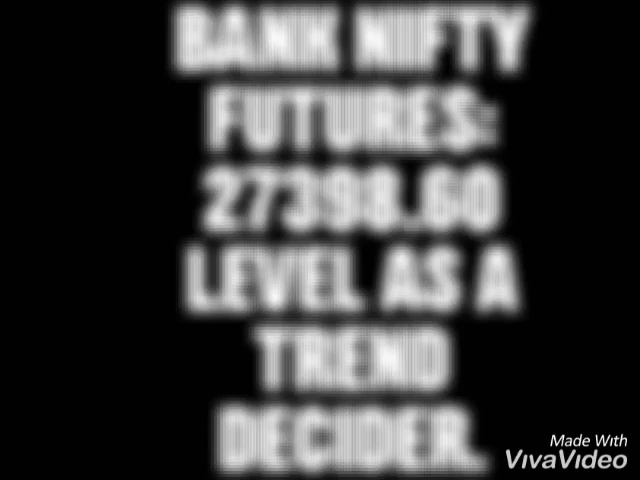 BANK NIFTY
FUTURES:
27398.60
LEVEL AS A
TREND
DECIDER.
Made With
VivaVideo